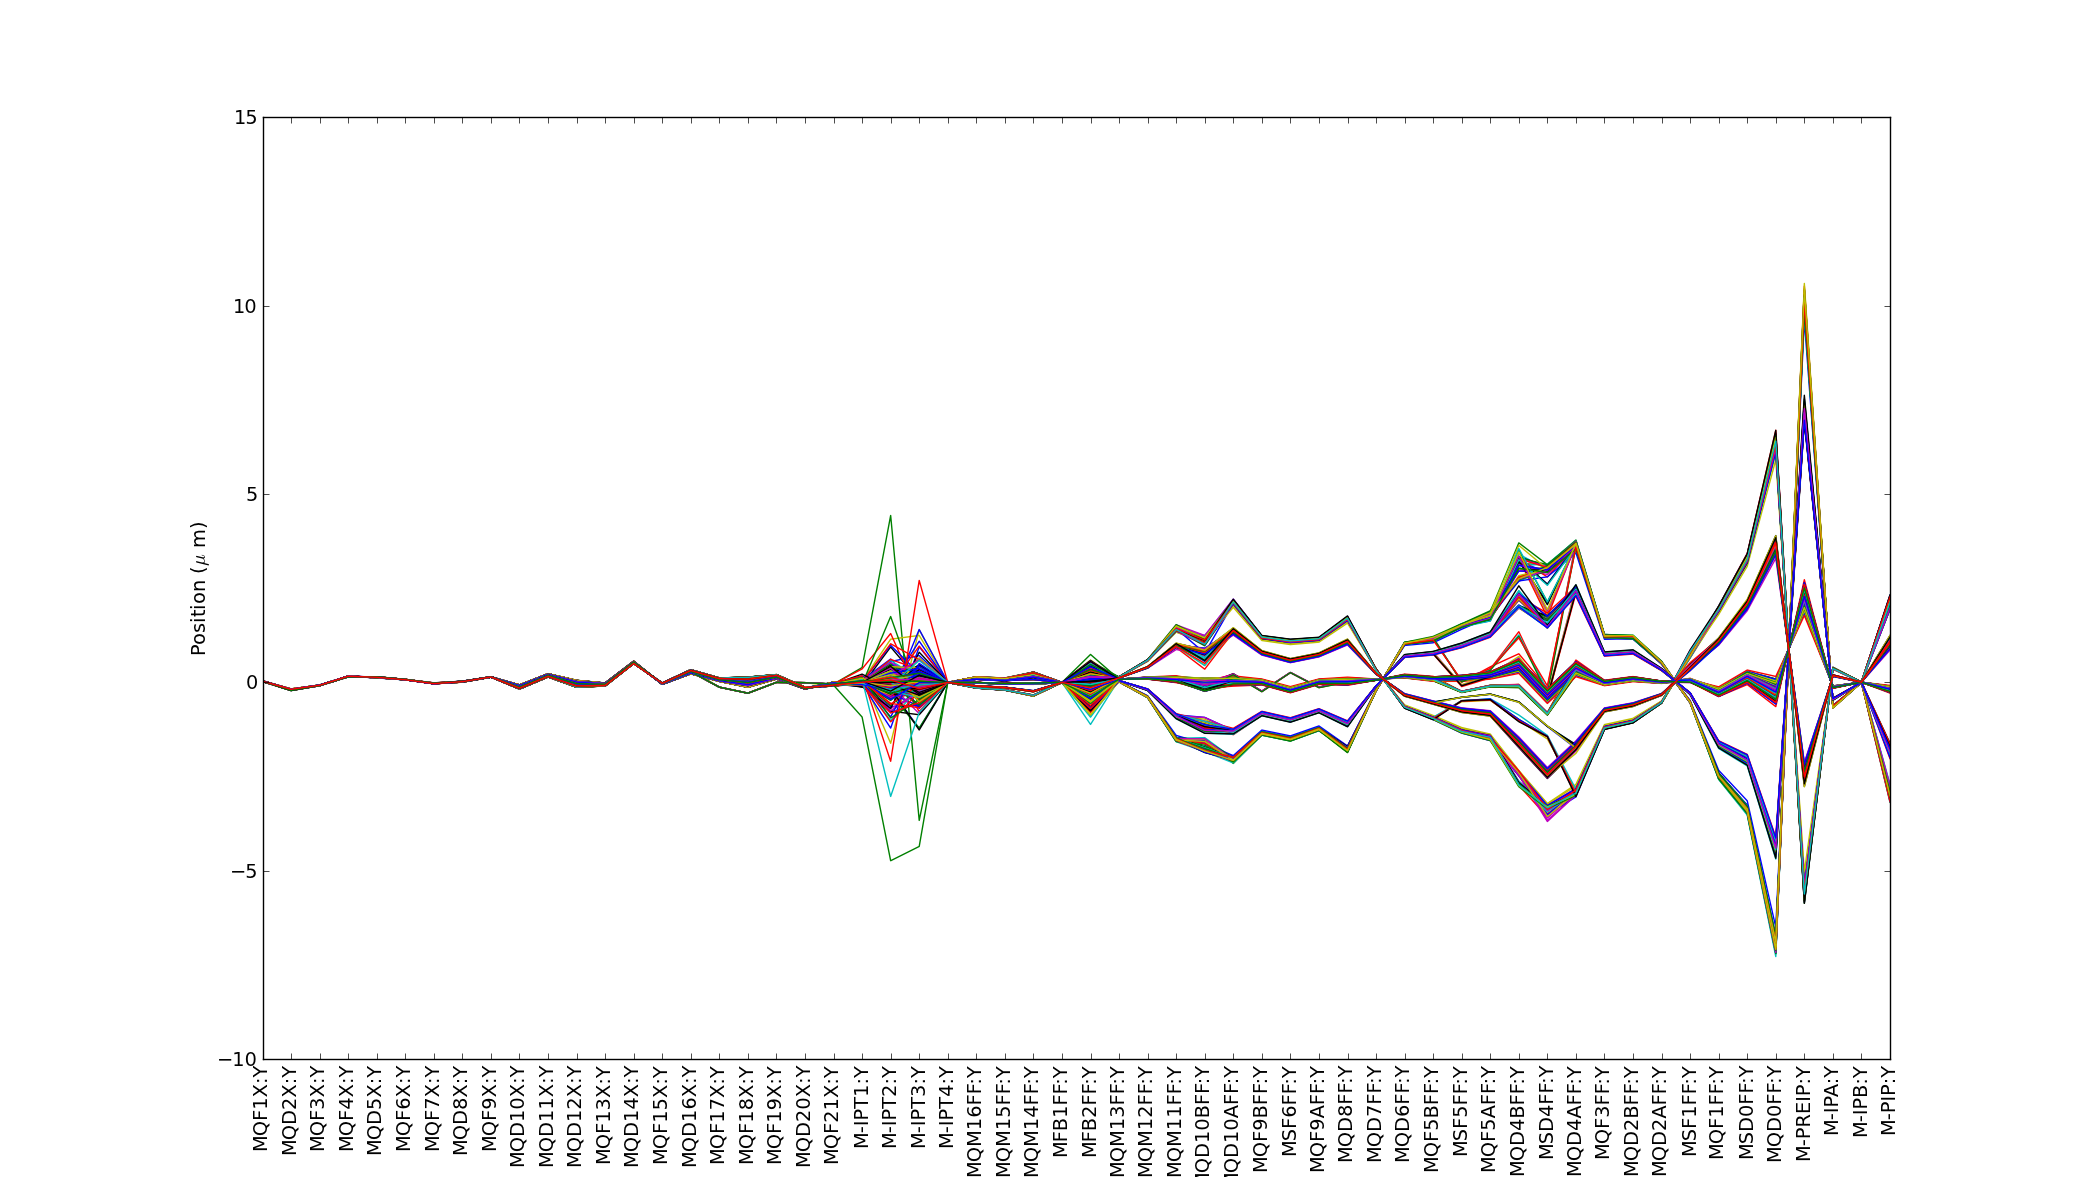 15
10
5
0
−5
−10
Position (μ m)
MQF1X:Y
MQD2X:Y
MQF3X:Y
MQF4X:Y
MQD5X:Y
MQF6X:Y
MQF7X:Y
MQD8X:Y
MQF9X:Y
MQD10X:Y
MQD11X:Y
MQD12X:Y
MQF13X:Y
MQD14X:Y
MQF15X:Y
MQD16X:Y
MQF17X:Y
MQF18X:Y
MQF19X:Y
MQD20X:Y
MQF21X:Y
M-IPT1:Y
M-IPT2:Y
M-IPT3:Y
M-IPT4:Y
MQM16FF:Y
MQM15FF:Y
MQM14FF:Y
MFB1FF:Y
MFB2FF:Y
MQM13FF:Y
MQM12FF:Y
MQM11FF:Y
MQD10BFF:Y
MQD10AFF:Y
MQF9BFF:Y
MSF6FF:Y
MQF9AFF:Y
MQD8FF:Y
MQD7FF:Y
MQD6FF:Y
MQF5BFF:Y
MSF5FF:Y
MQF5AFF:Y
MQD4BFF:Y
MSD4FF:Y
MQD4AFF:Y
MQF3FF:Y
MQD2BFF:Y
MQD2AFF:Y
MSF1FF:Y
MQF1FF:Y
MSD0FF:Y
MQD0FF:Y
M-PREIP:Y
M-IPA:Y
M-IPB:Y
M-PIP:Y